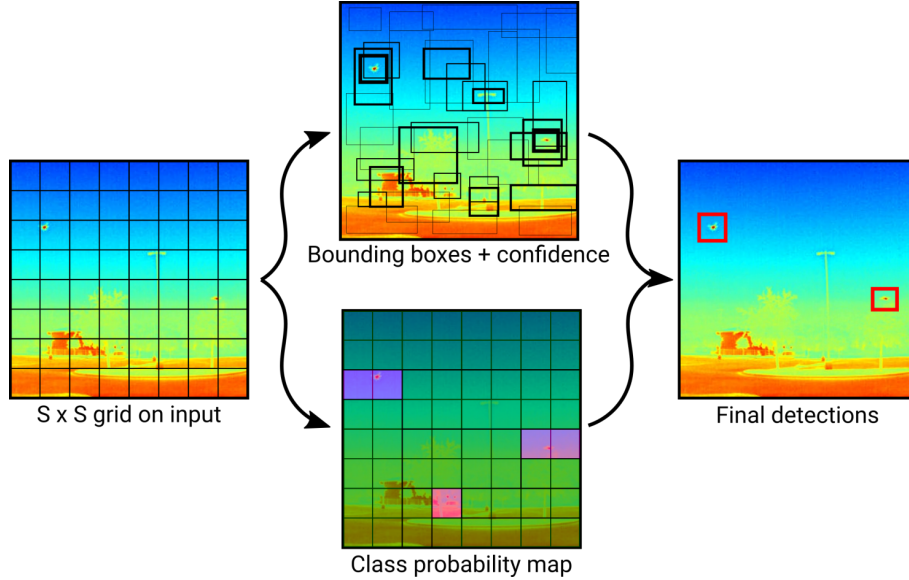 Bounding boxes + confidence
S x S grid on input
Final detections
Class probability map